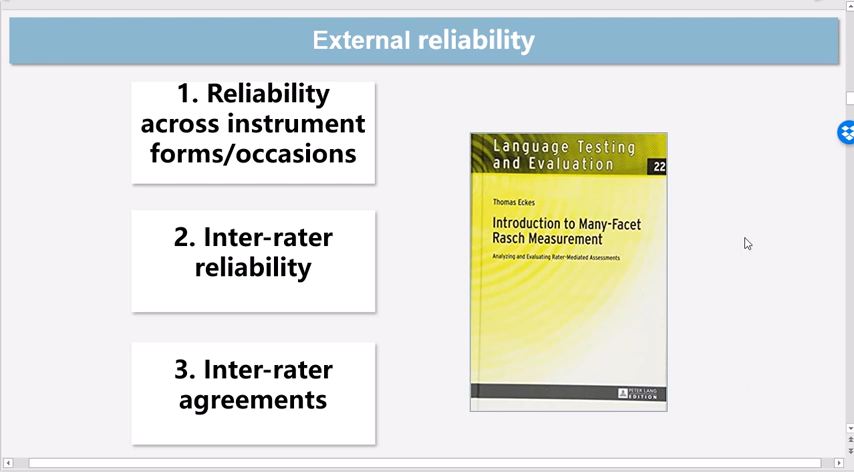 External reliability
1. Reliability
across instrument
forms/occasions
2. Inter-rater
reliability
3. Inter-rater
agreements
Language Testing
and Evaluation
22
Thomas Eckes
Introduction to Many-Facet
Rasch Measurement
Analyzing and Evaluating Rater-Mediated Assessments
PETER LANG
EDITION